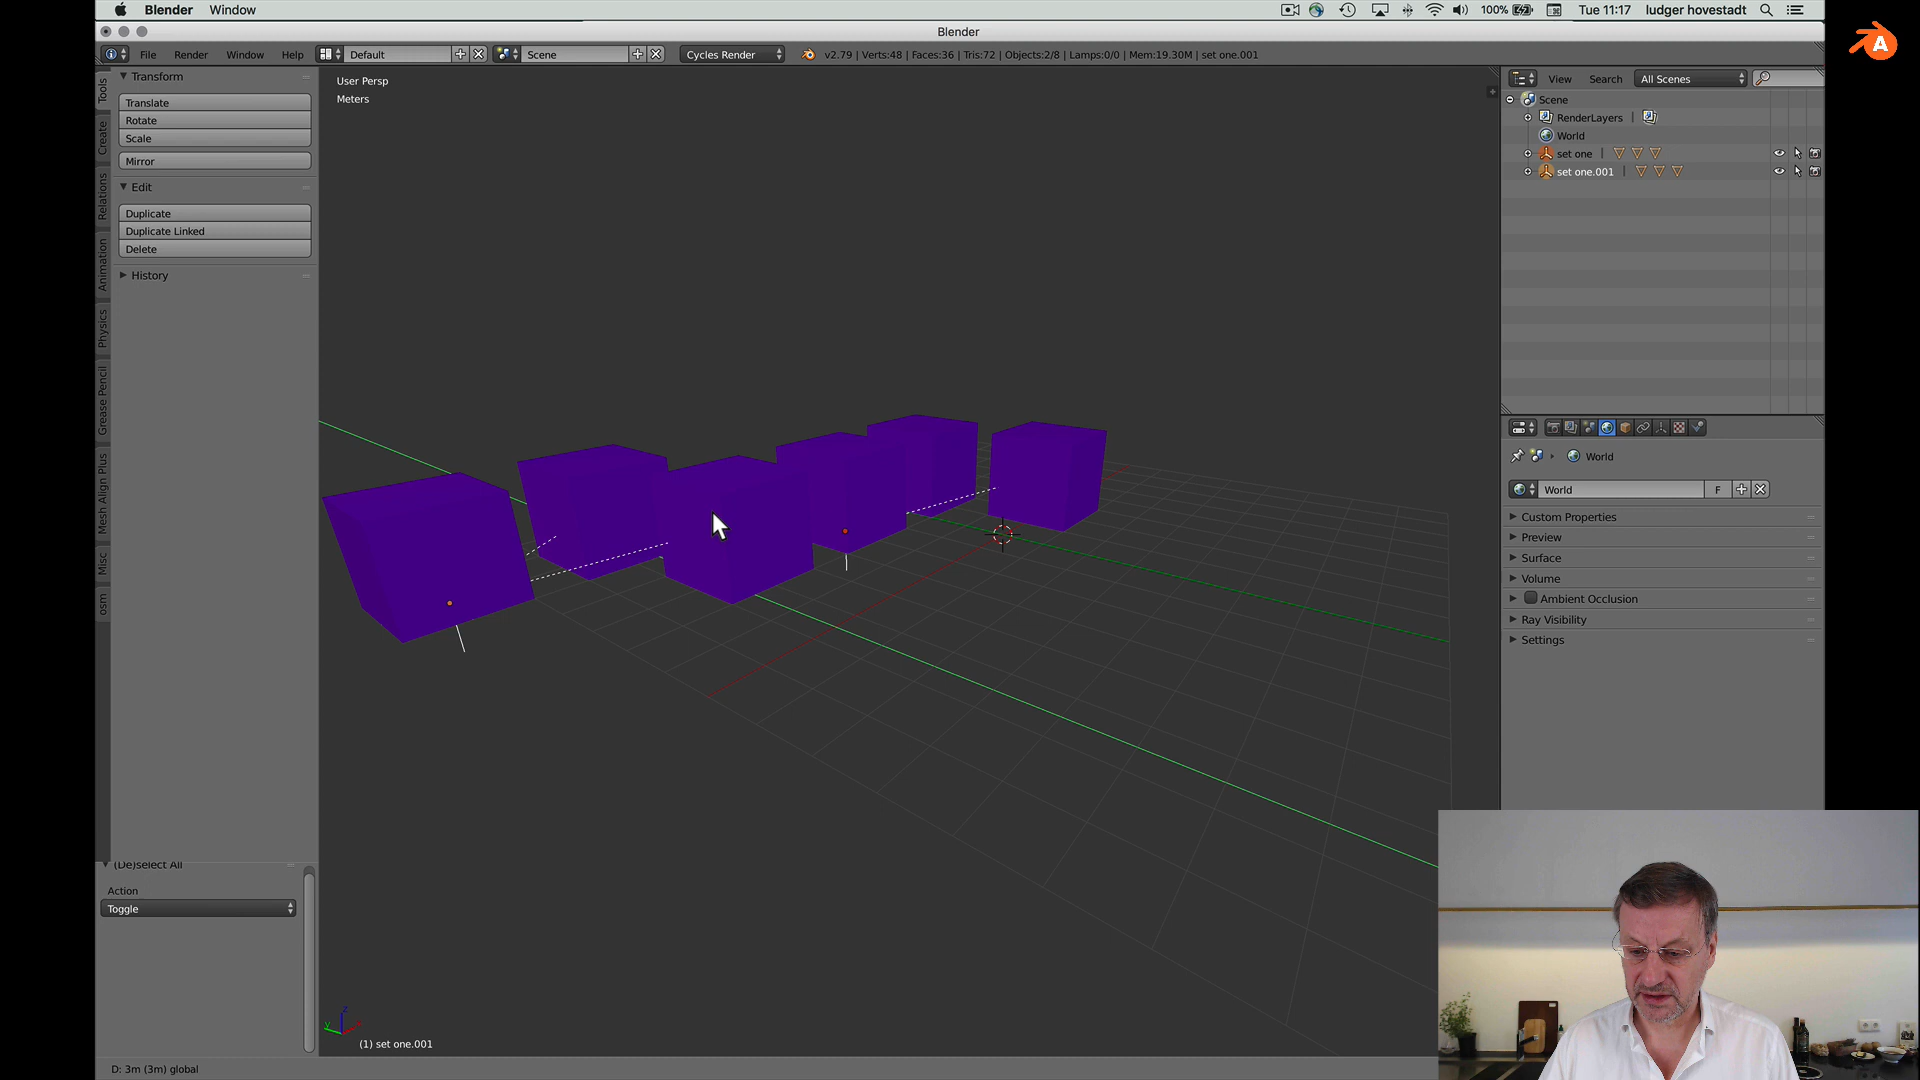 Blender Window 100% Tue 11:17 ludger hovestadt
Blender
File Render Window Help Default Scene Cycles Render v2.79 | Verts:48 | Faces:36 | Tris:72 | Objects:2/8 | Lamps:0/0 | Mem:19.30M | set one.001
Tools
Create
Relations
Animation
Physics
Grease Pencil
Mesh Align Plus
Misc
osm
Transform
Translate
Rotate
Scale
Mirror
Edit
Duplicate
Duplicate Linked
Delete
History
(De)select All
Action
Toggle
User Persp
Meters
(1) set one.001
D: 3m (3m) global
View Search All Scenes
Scene
RenderLayers
World
set one
set one.001
World
World F
Custom Properties
Preview
Surface
Volume
Ambient Occlusion
Ray Visibility
Settings
A